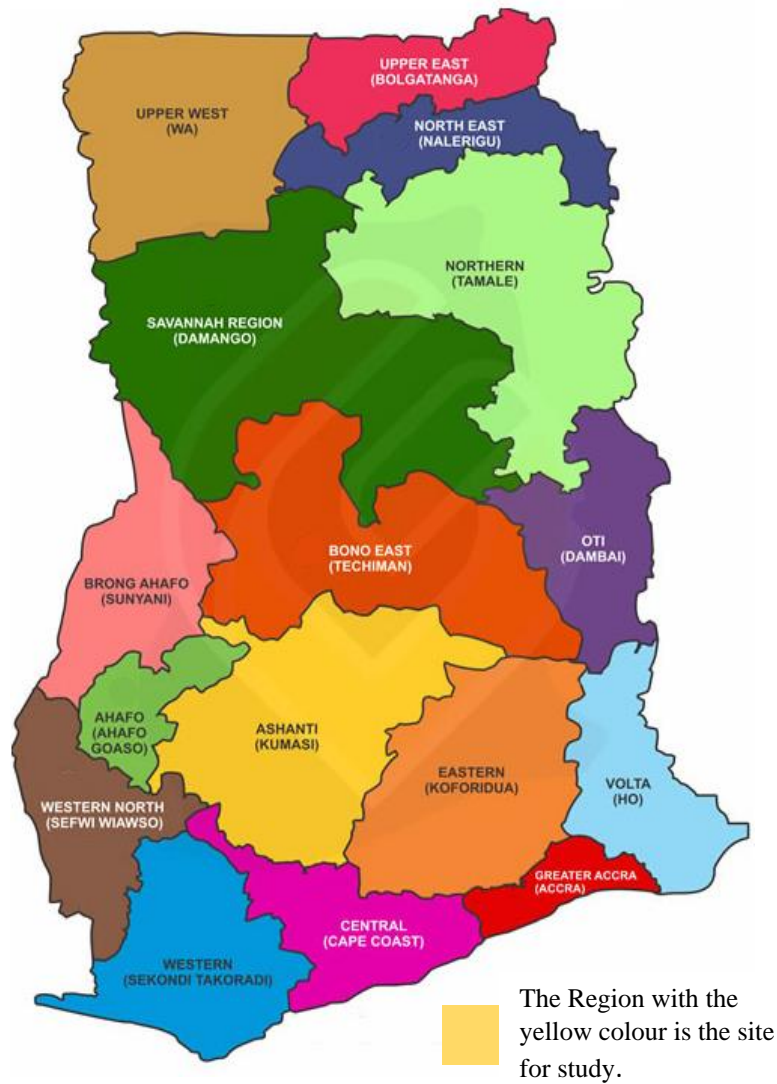 UPPER EAST
(BOLGATANGA)
UPPER WEST
(WA)
NORTH EAST
(NALERIGU)
NORTHERN
(TAMALE)
SAVANNAH REGION
(DAMANGO)
OTI
(DAMBAI)
BONO EAST
(TECHIMAN)
BRONG AHAFO
(SUNYANI)
AHAFO
(AHAFO
GOASO)
ASHANTI
(KUMASI)
EASTERN
(KOFORIDUA)
VOLTA
(HO)
WESTERN NORTH
(SEFWI WIAWSO)
GREATER ACCRA
(ACCRA)
CENTRAL
(CAPE COAST)
WESTERN
(SEKONDI TAKORADI)
The Region with the
yellow colour is the site
for study.